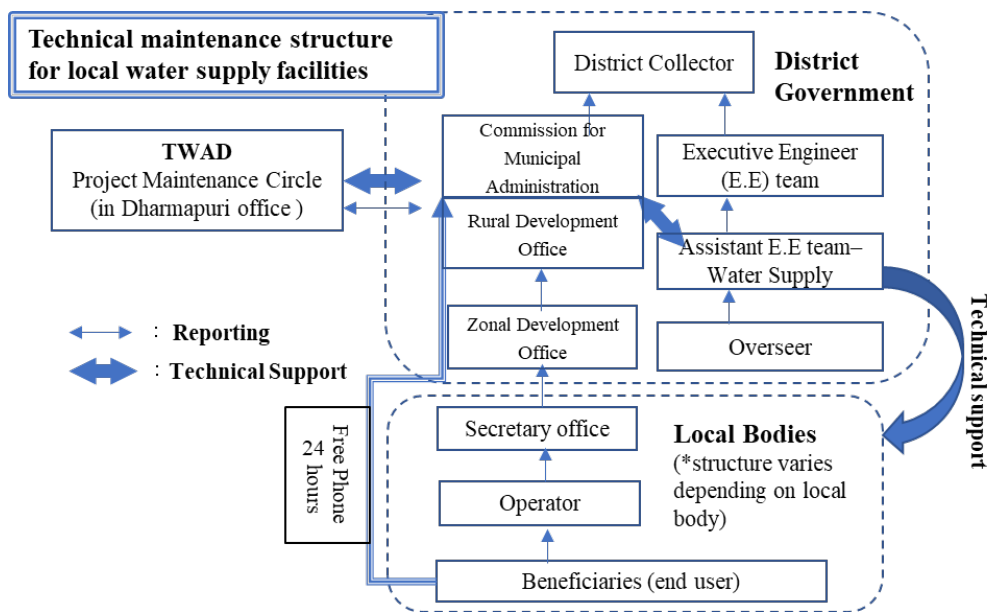 Technical maintenance structure
for local water supply facilities
District Collector
District
Government
TWAD
Project Maintenance Circle
(in Dharmapuri office )
Commission for
Municipal
Administration
Executive Engineer
(E.E) team
Rural Development
Office
Assistant E.E team–
Water Supply
: Reporting
: Technical Support
Zonal Development
Office
Overseer
Technical support
Free Phone
24 hours
Secretary office
Local Bodies
(*structure varies
depending on local
body)
Operator
Beneficiaries (end user)